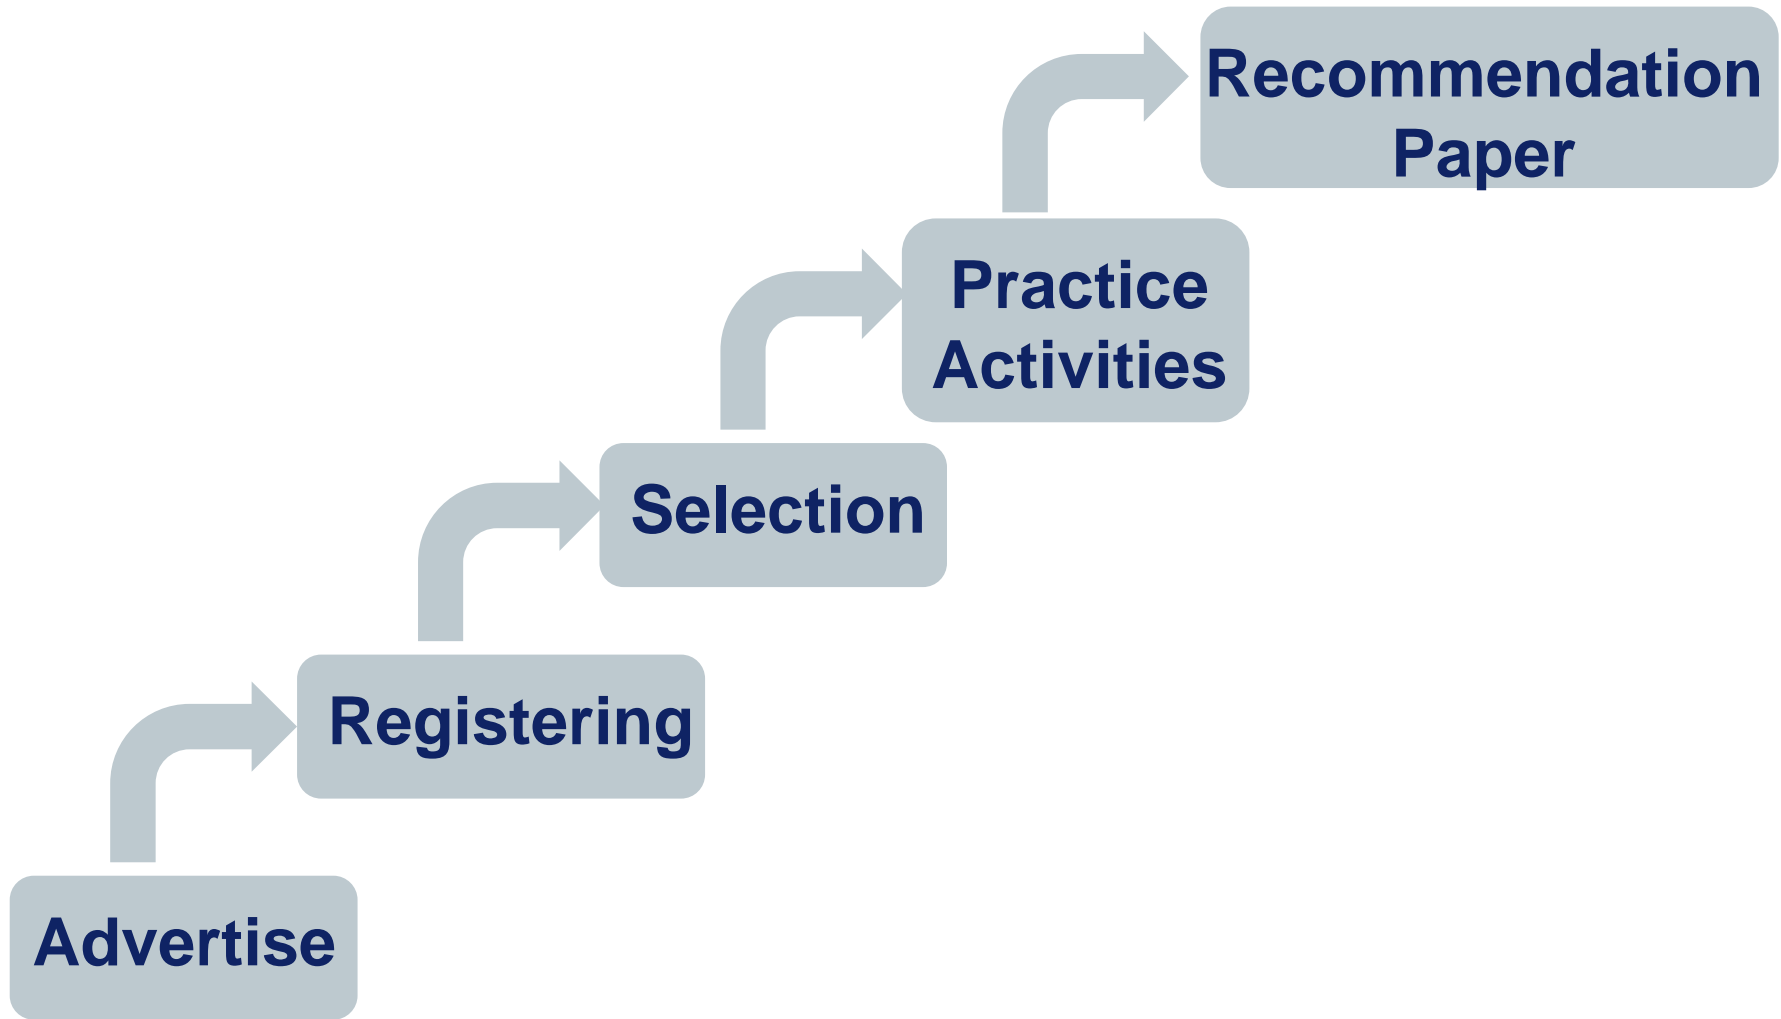 Recommendation
Paper
Practice
Activities
Selection
Registering
Advertise